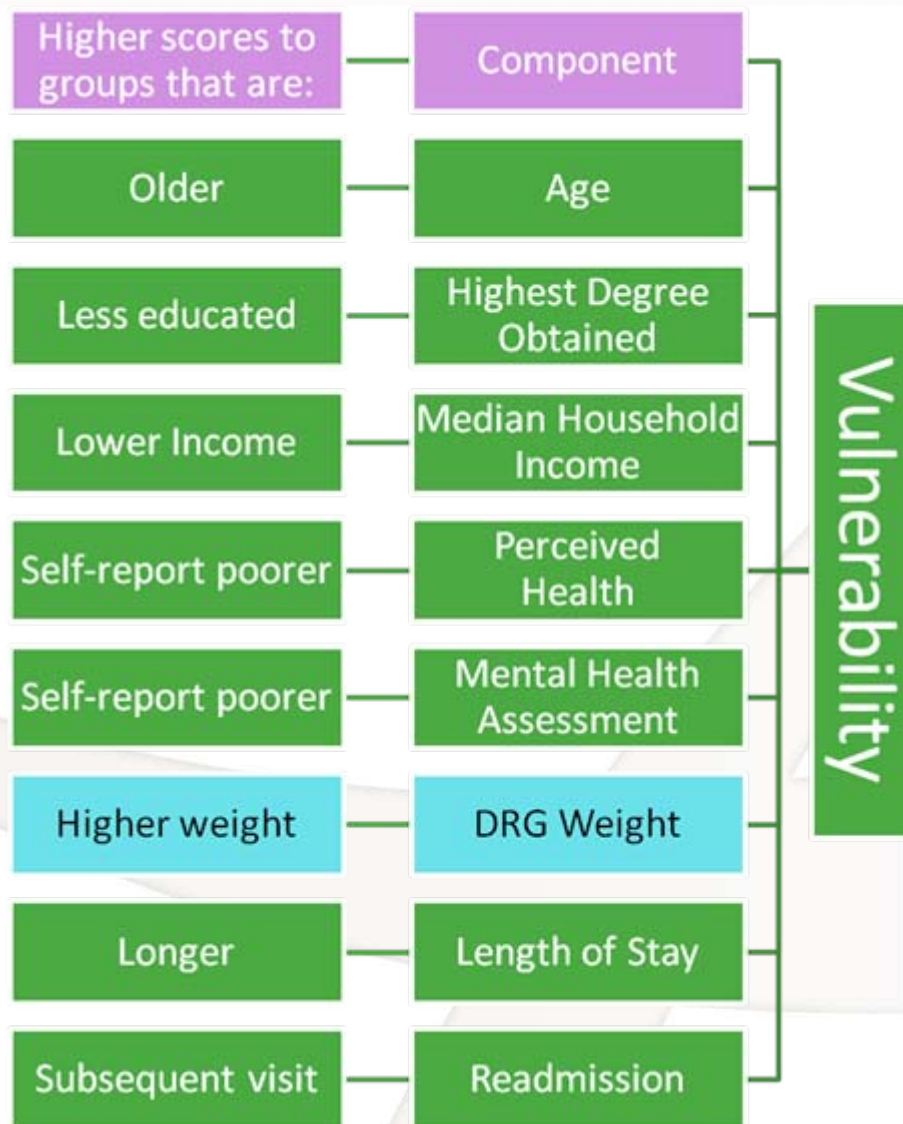 Higher scores to
groups that are:
Component
Older
Age
Less educated
Highest Degree
Obtained
Lower Income
Median Household
Income
Self-report poorer
Perceived
Health
Self-report poorer
Mental Health
Assessment
Higher weight
DRG Weight
Longer
Length of Stay
Subsequent visit
Readmission
Vulnerability